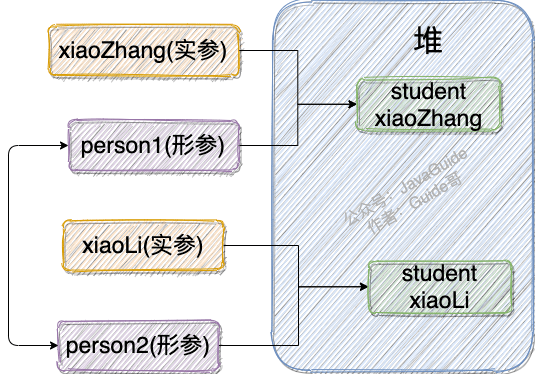 xiaoZhang(实参)
堆
student
xiaoZhang
person1(形参)
公众号：JavaGuide
作者：Guide哥
xiaoLi(实参)
student
xiaoLi
person2(形参)